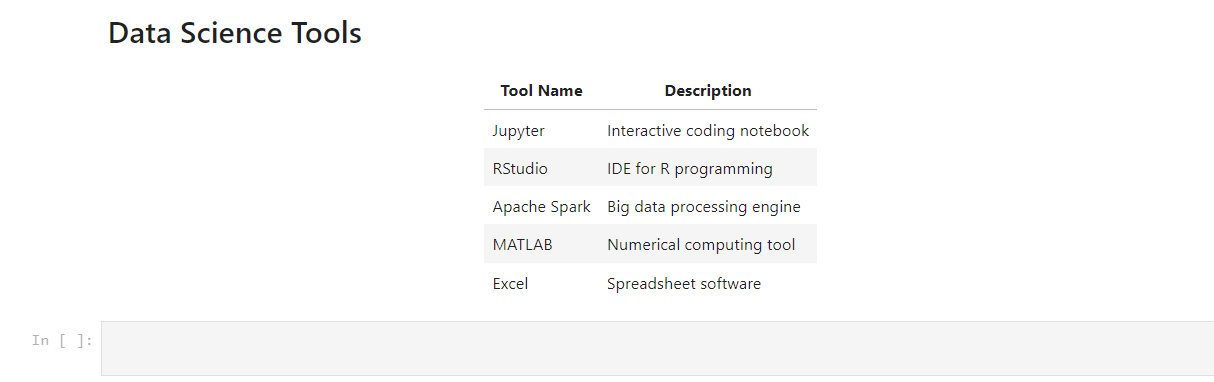 Data Science Tools
Tool Name Description
Jupyter Interactive coding notebook
RStudio IDE for R programming
Apache Spark Big data processing engine
MATLAB Numerical computing tool
Excel Spreadsheet software
In [ ]: